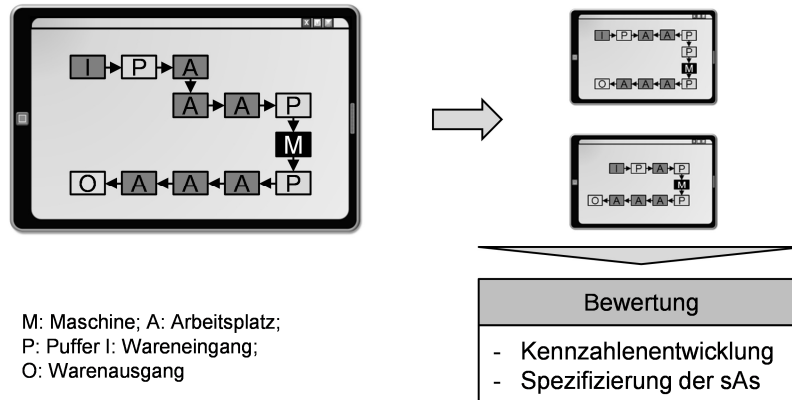 I P A
A A P
M
O A A A P
I P A A P
P
M
O A A A P
I P A P
M
O A A A P
M: Maschine; A: Arbeitsplatz;
P: Puffer I: Wareneingang;
O: Warenausgang
Bewertung
- Kennzahlenentwicklung
- Spezifizierung der sAs